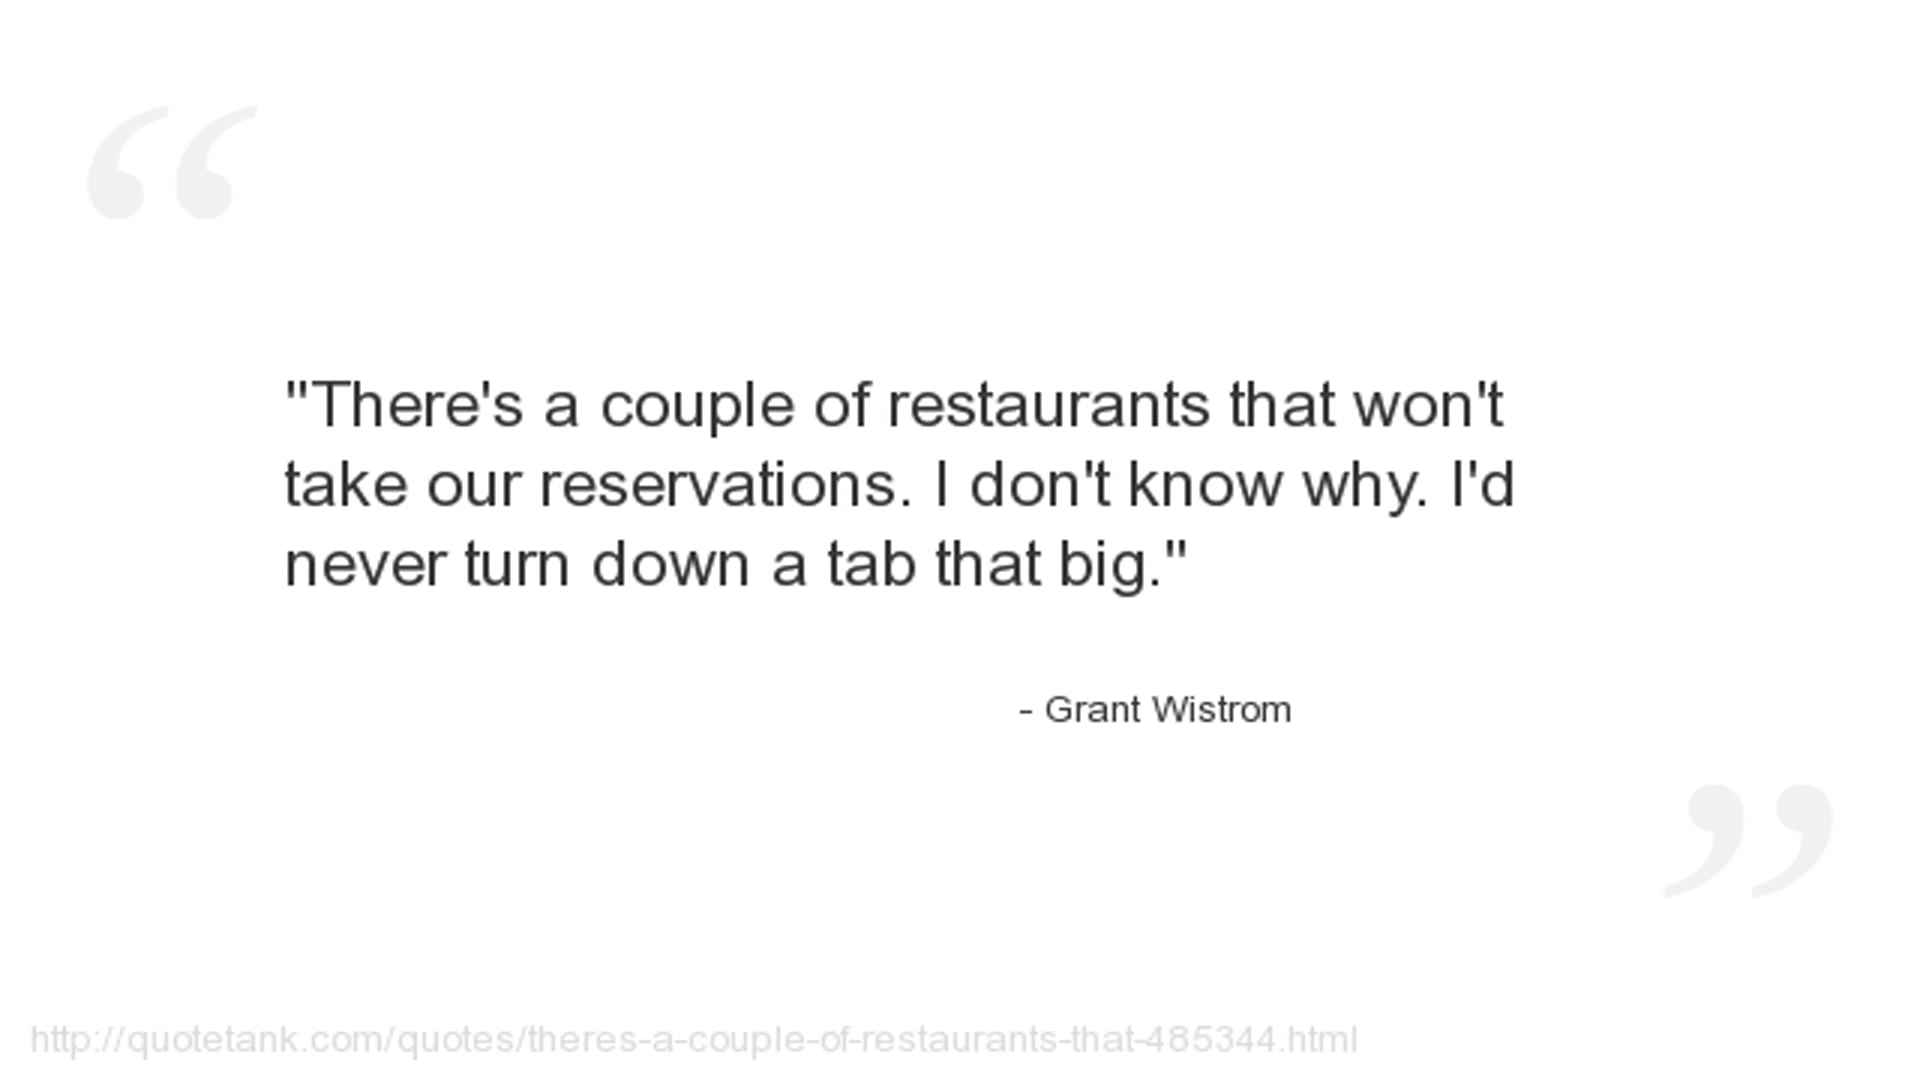 "There's a couple of restaurants that won't
take our reservations. I don't know why. I'd
never turn down a tab that big."
- Grant Wistrom
http://quotetank.com/quotes/theres-a-couple-of-restaurants-that-485344.html